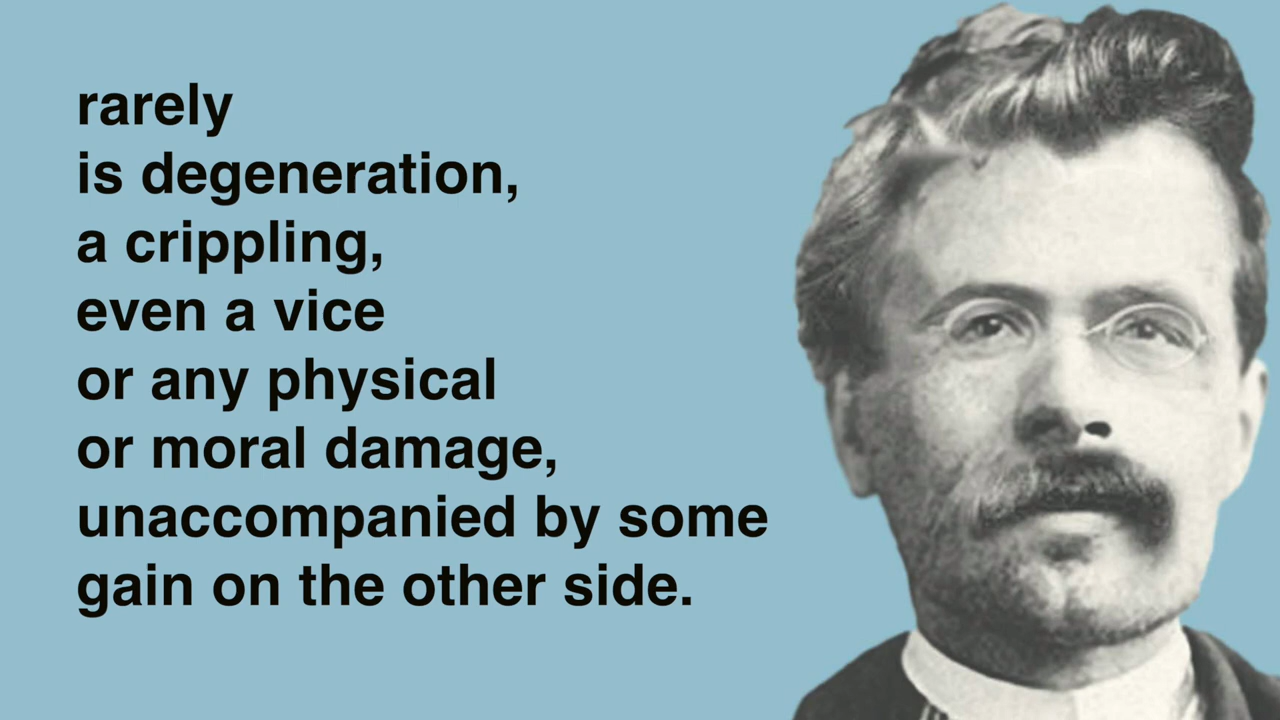 rarely
is degeneration,
a crippling,
even a vice
or any physical
or moral damage,
unaccompanied by some
gain on the other side.